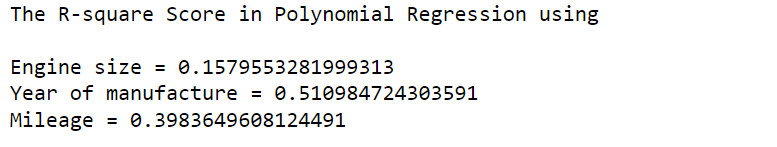 The R-square Score in Polynomial Regression using
Engine size = 0.1579553281999313
Year of manufacture = 0.510984724303591
Mileage = 0.3983649608124491